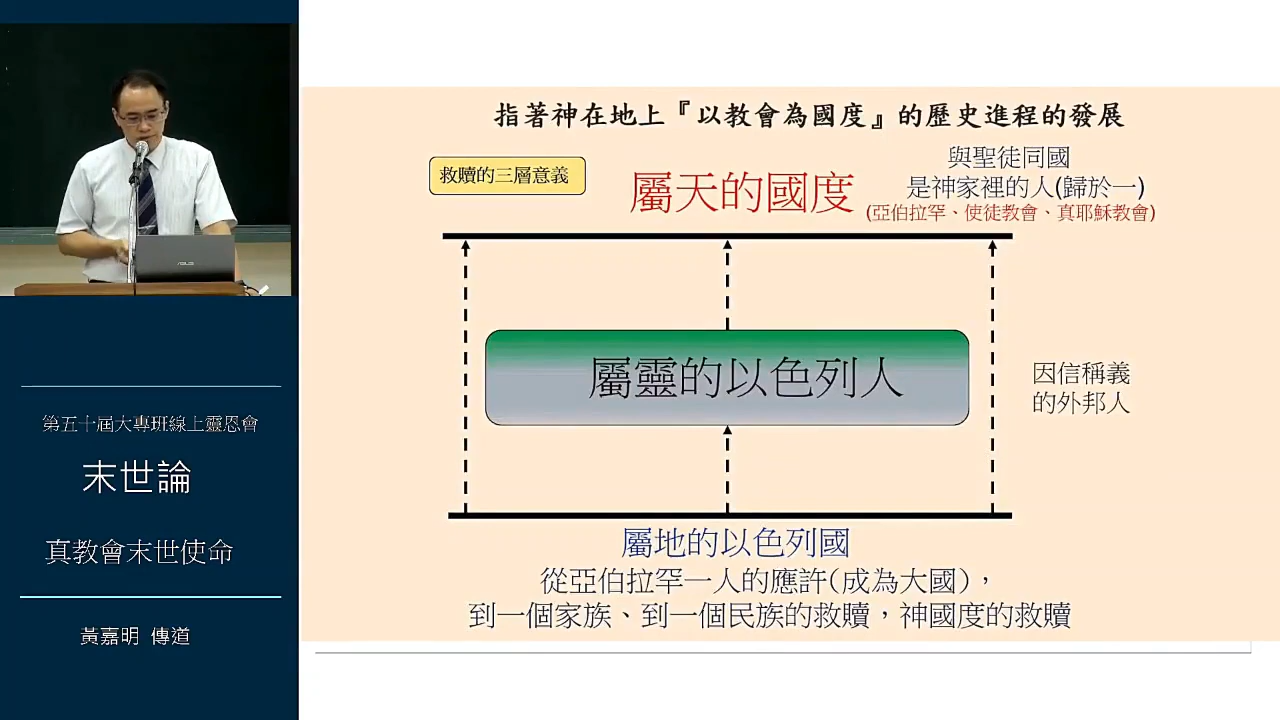 指著神在地上『以教會為國度』的歷史進程的發展
救贖的三層意義
屬天的國度
與聖徒同國
是神家裡的人(歸於一)
(亞伯拉罕、使徒教會、真耶穌教會)
屬靈的以色列人
因信稱義
的外邦人
屬地的以色列國
從亞伯拉罕一人的應許(成為大國)，
到一個家族、到一個民族的救贖，神國度的救贖
ASUS
第五十屆大專班線上靈恩會
末世論
真教會末世使命
黃嘉明 傳道